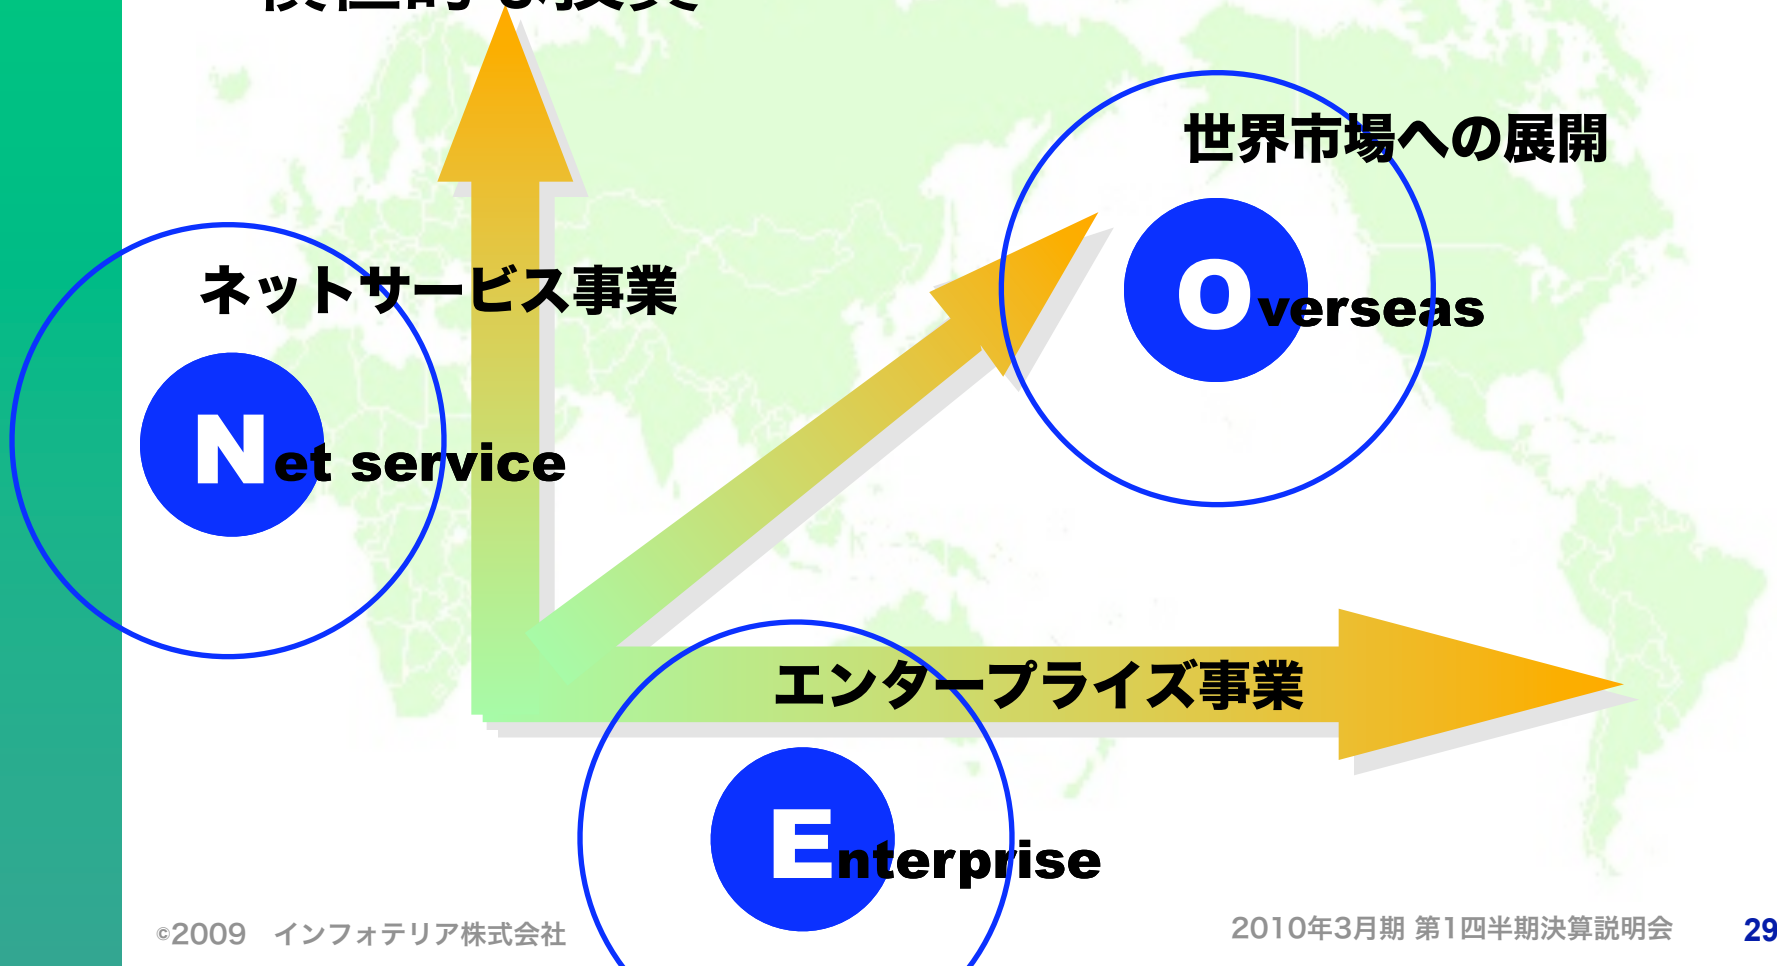 世界市場への展開
Overseas
ネットサービス事業
Net service
エンタープライズ事業
Enterprise
©2009　インフォテリア株式会社
2010年3月期 第1四半期決算説明会
29